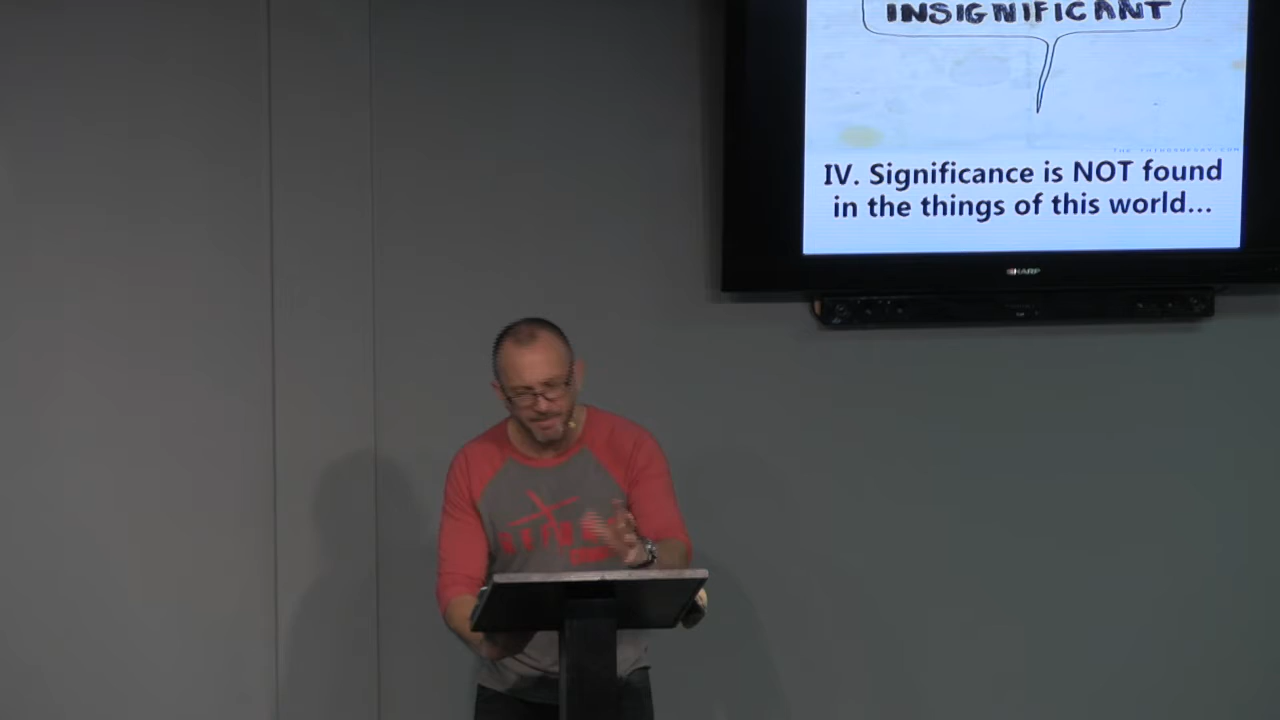 INSIGNIFICANT
IV. Significance is NOT found
in the things of this world...
SHARP